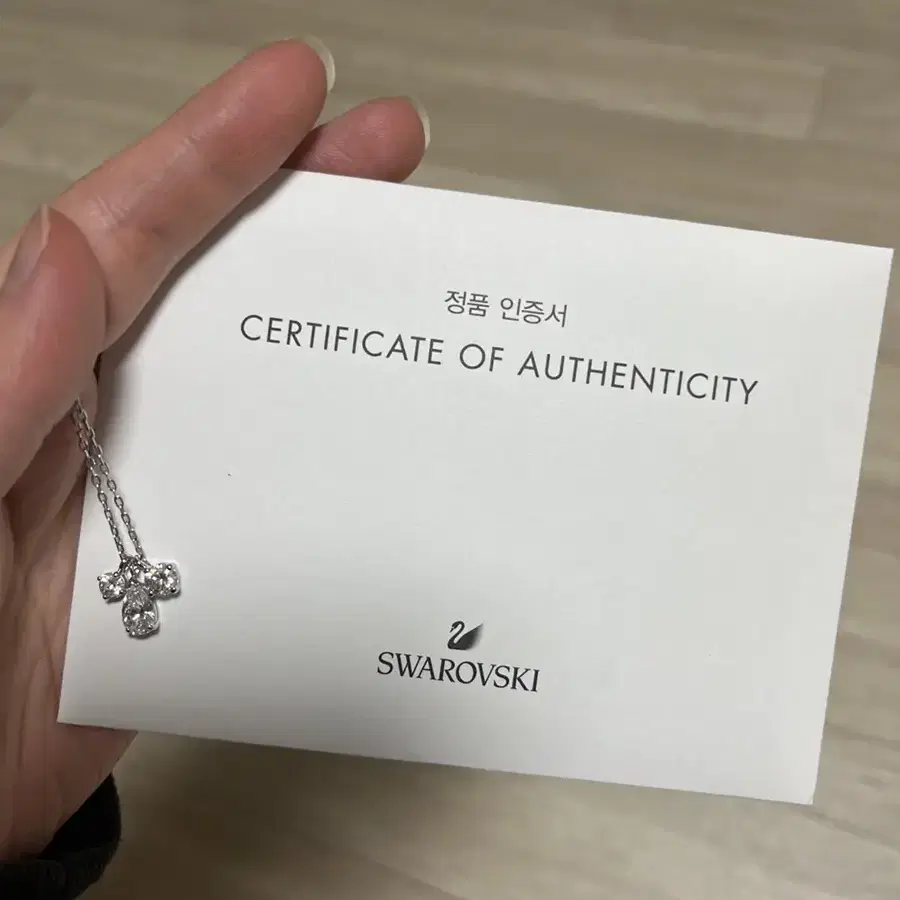 정품 인증서
CERTIFICATE OF AUTHENTICITY
SWAROVSKI